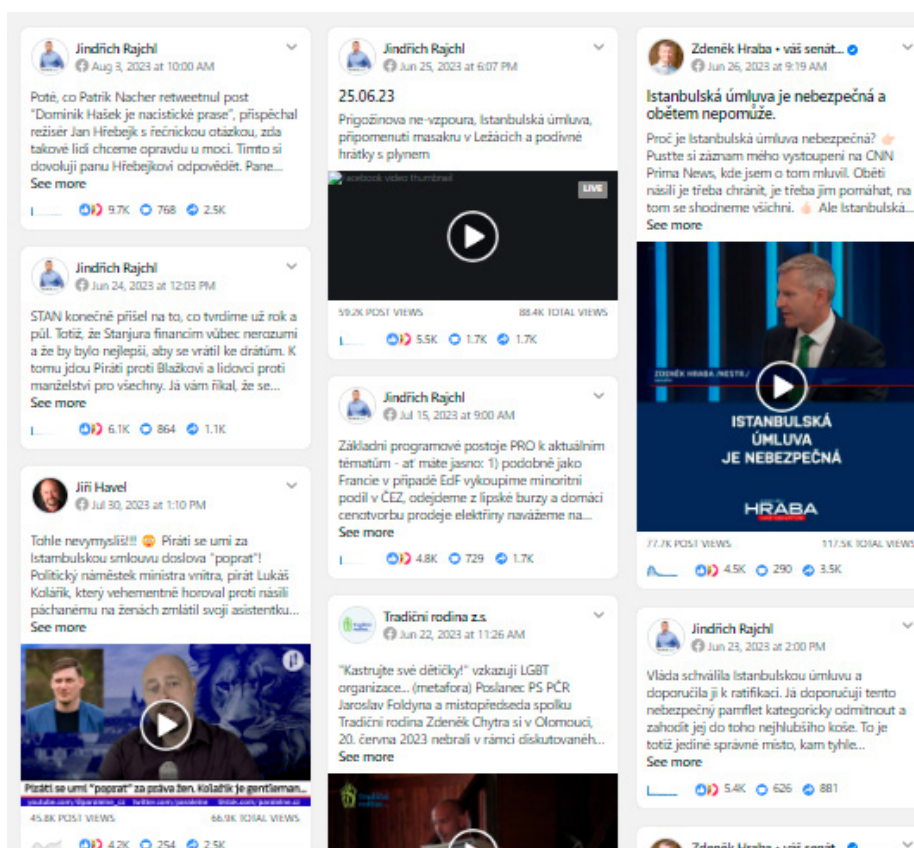 Jindřich Rajchl
Aug 3, 2023 at 10:00 AM
Poté, co Patrik Nacher retweetnul post
"Dominik Hašek je nacistické prase", přispěchal
režisér Jan Hřebejk s řečnickou otázkou, zda
takové lidi chceme opravdu u moci. Tímto si
dovoluji panu Hřebejkovi odpovědět. Pane...
See more
9.7K 768 2.5K
Jindřich Rajchl
Jun 24, 2023 at 12:03 PM
STAN konečně přišel na to, co tvrdíme už rok a
půl. Totiž, že Stanjura financím vůbec nerozumí
a že by bylo nejlepší, aby se vrátil ke drátům. K
tomu jdou Piráti proti Blažkovi a lidovci proti
manželství pro všechny. Já vám říkal, že se...
See more
6.1K 864 1.1K
Jiří Havel
Jul 30, 2023 at 1:10 PM
Tohle nevymyslíš!!! Piráti se umí za
Istambulskou smlouvu doslova "poprat"!
Politický náměstek ministra vnitra, pirát Lukáš
Kolářík, který vehementně horoval proti násilí
páchanému na ženách zmlátil svoji asistentku...
See more
Piráti se umí "poprat" za práva žen. Kolářík je gentleman...
45.8K POST VIEWS 66.9K TOTAL VIEWS
4.2K 254 2.5K
Jindřich Rajchl
Jun 25, 2023 at 6:07 PM
25.06.23
Prigožinova ne-vzpoura, Istanbulská úmluva,
připomenutí masakru v Ležácích a podivné
hrátky s plynem
Facebook video thumbnail
LIVE
59.2K POST VIEWS 88.4K TOTAL VIEWS
5.5K 1.7K 1.7K
Jindřich Rajchl
Jul 15, 2023 at 9:00 AM
Základní programové postoje PRO k aktuálním
tématům - ať máte jasno: 1) podobně jako
Francie v případě EdF vykoupíme minoritní
podíl v ČEZ, odejdeme z lipské burzy a domácí
cenotvorbu prodeje elektřiny navážeme na...
See more
4.8K 729 1.7K
Tradiční rodina z.s.
Jun 22, 2023 at 11:26 AM
"Kastrujte své dětičky!" vzkazují LGBT
organizace... (metafora) Poslanec PS PČR
Jaroslav Foldyna a místopředseda spolku
Tradiční rodina Zdeněk Chytra si v Olomouci,
20. června 2023 nebrali v rámci diskutovaném...
See more
Zdeněk Hraba • váš senát...
Jun 26, 2023 at 9:19 AM
Istanbulská úmluva je nebezpečná a
obětem nepomůže.
Proč je Istanbulská úmluva nebezpečná?
Pusťte si záznam mého vystoupení na CNN
Prima News, kde jsem o tom mluvil. Oběti
násilí je třeba chránit, je třeba jim pomáhat, na
tom se shodneme všichni. Ale Istanbulská...
See more
ZDENĚK HRABA /NESTR./
ISTANBULSKÁ
ÚMLUVA
JE NEBEZPEČNÁ
HRABA
77.7K POST VIEWS 117.5K TOTAL VIEWS
4.5K 290 3.5K
Jindřich Rajchl
Jun 23, 2023 at 2:00 PM
Vláda schválila Istanbulskou úmluvu a
doporučila ji k ratifikaci. Já doporučuji tento
nebezpečný pamflet kategoricky odmítnout a
zahodit jej do toho nejhlubšího koše. To je
totiž jediné správné místo, kam tyhle...
See more
5.4K 626 881
Zdeněk Hraba • váš senát...